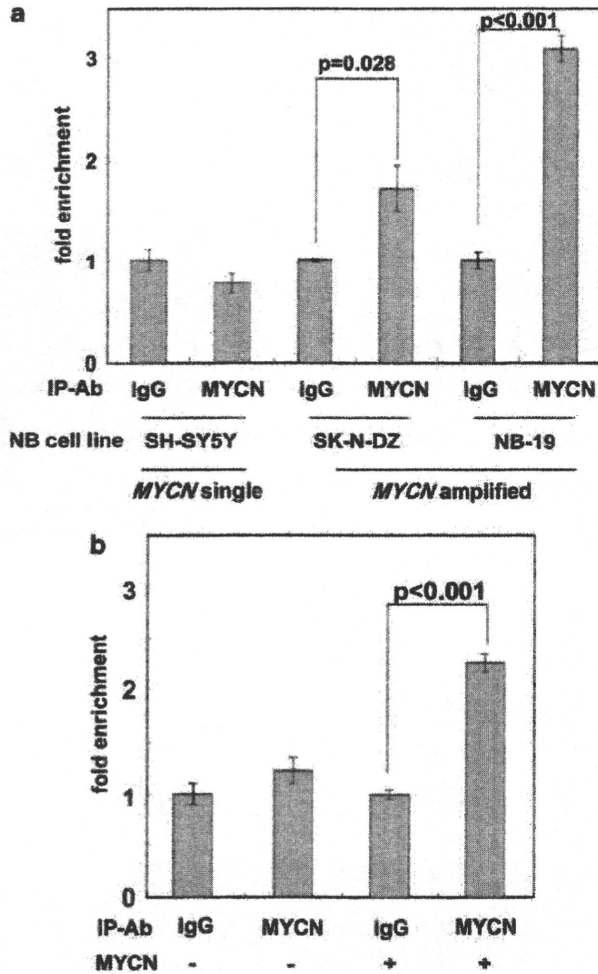 a
p<0.001
p=0.028
3
2
1
0
fold enrichment
IP-Ab IgG MYCN IgG MYCN IgG MYCN
NB cell line SH-SY5Y SK-N-DZ NB-19
MYCN single MYCN amplified
b
p<0.001
3
2
1
0
fold enrichment
IP-Ab IgG MYCN IgG MYCN
MYCN - - + +